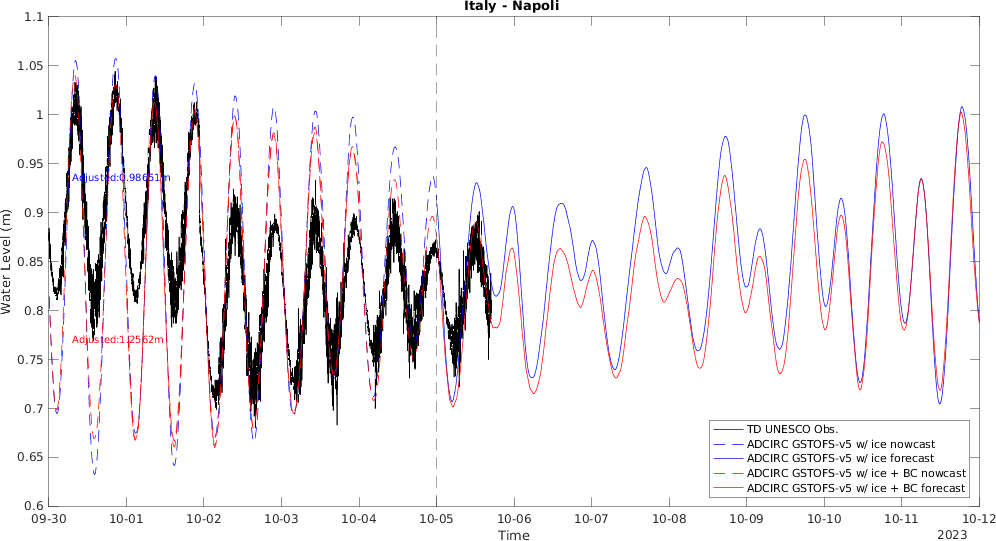 Italy - Napoli
1.1
1.05
1
0.95
0.9
0.85
0.8
0.75
0.7
0.65
0.6
Water Level (m)
Adjusted:0.98651m
Adjusted:1.2562m
TD UNESCO Obs.
ADCIRC GSTOFS-v5 w/ ice nowcast
ADCIRC GSTOFS-v5 w/ ice forecast
ADCIRC GSTOFS-v5 w/ ice + BC nowcast
ADCIRC GSTOFS-v5 w/ ice + BC forecast
09-30 10-01 10-02 10-03 10-04 10-05 10-06 10-07 10-08 10-09 10-10 10-11 10-12
Time
2023